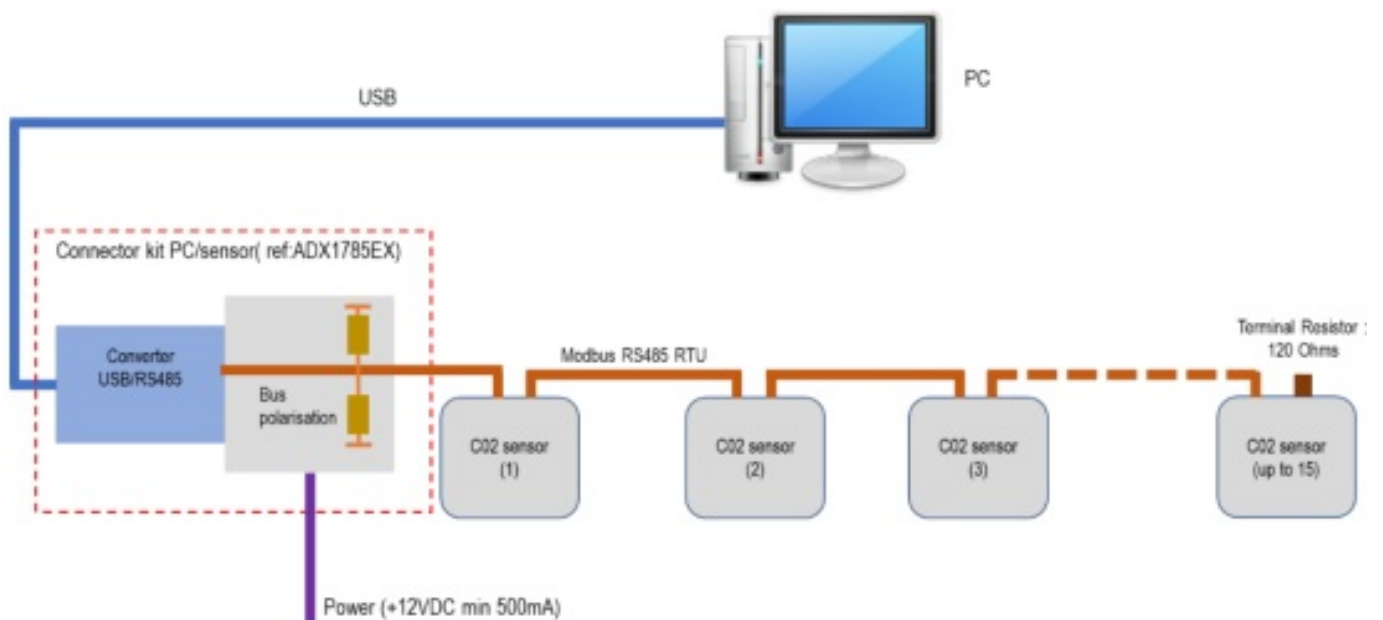 PC
USB
Connector kit PC/sensor( ref:ADX1785EX)
Converter
USB/RS485
Bus
polarisation
Modbus RS485 RTU
Terminal Resistor :
120 Ohms
C02 sensor
(1)
C02 sensor
(2)
C02 sensor
(3)
C02 sensor
(up to 15)
Power (+12VDC min 500mA)